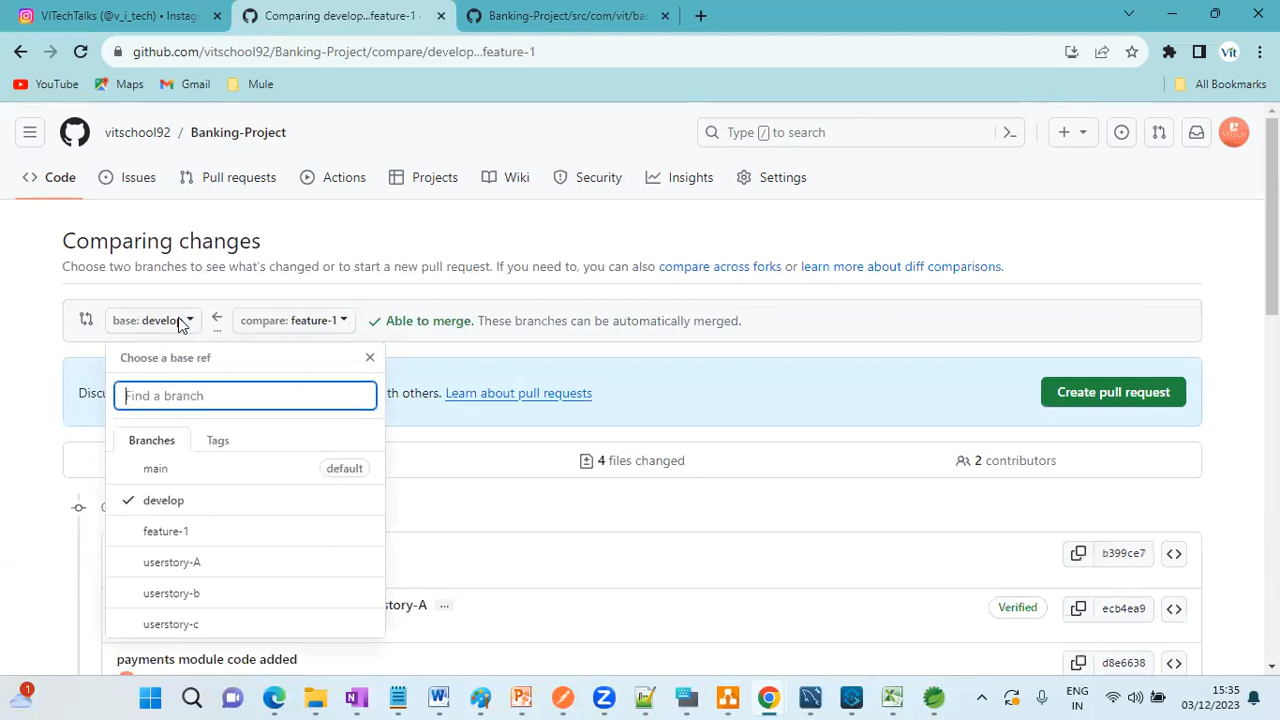 VITechTalks (@v_i_tech) • Instag
Comparing develop...feature-1 ·
Banking-Project/src/com/vit/ba
github.com/vitschool92/Banking-Project/compare/develop...feature-1
Vit
YouTube
Maps
Gmail
Mule
All Bookmarks
vitschool92 / Banking-Project
Type / to search
Code
Issues
Pull requests
Actions
Projects
Wiki
Security
Insights
Settings
Comparing changes
Choose two branches to see what's changed or to start a new pull request. If you need to, you can also compare across forks or learn more about diff comparisons.
base: develop
compare: feature-1
Able to merge. These branches can be automatically merged.
Choose a base ref
Discu
th others. Learn about pull requests
Create pull request
Find a branch
Branches
Tags
main
default
4 files changed
2 contributors
develop
feature-1
userstory-A
userstory-b
userstory-c
b399ce7
story-A
...
Verified
ecb4ea9
payments module code added
d8e6638
1
ENG
IN
15:35
03/12/2023